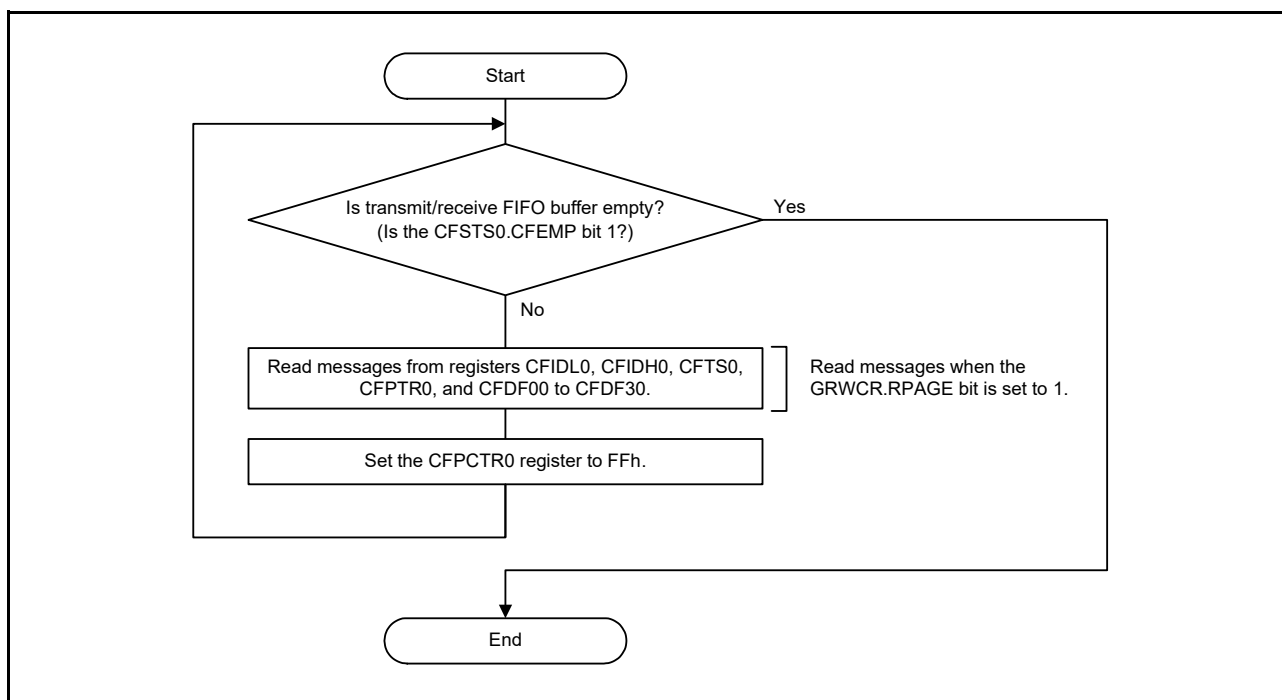 Start
Is transmit/receive FIFO buffer empty?
(Is the CFSTS0.CFEMP bit 1?)
Yes
No
Read messages from registers CFIDL0, CFIDH0, CFTS0,
CFPTR0, and CFDF00 to CFDF30.
Read messages when the
GRWCR.RPAGE bit is set to 1.
Set the CFPCTR0 register to FFh.
End